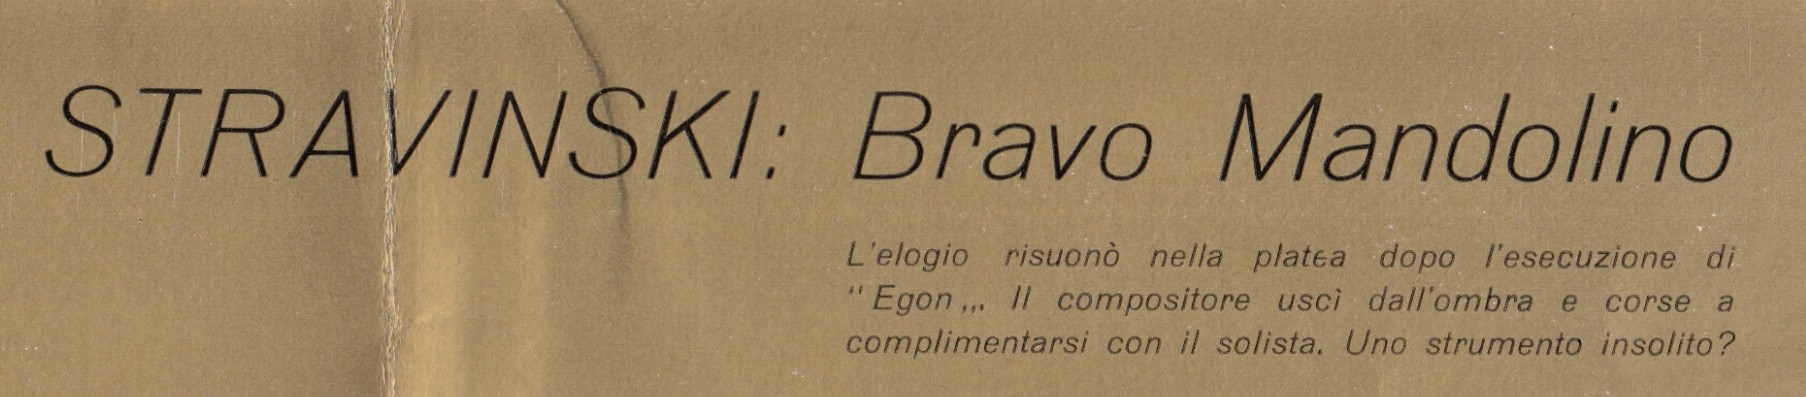 STRAVINSKI: Bravo Mandolino
L'elogio risuonò nella platea dopo l'esecuzione di
“Egon„. Il compositore uscì dall'ombra e corse a
complimentarsi con il solista. Uno strumento insolito?